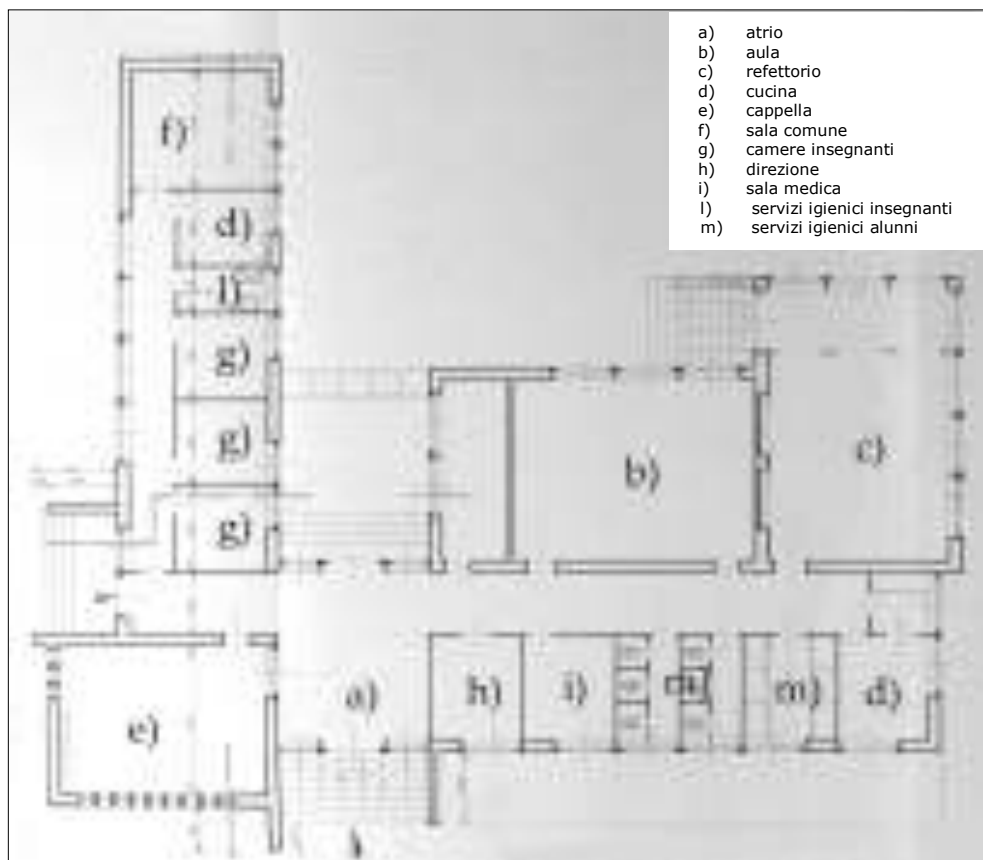 a) atrio
b) aula
c) refettorio
d) cucina
e) cappella
f) sala comune
g) camere insegnanti
h) direzione
i) sala medica
l) servizi igienici insegnanti
m) servizi igienici alunni
f)
d)
l)
g)
g)
b)
c)
g)
e)
a)
h)
i)
m)
d)